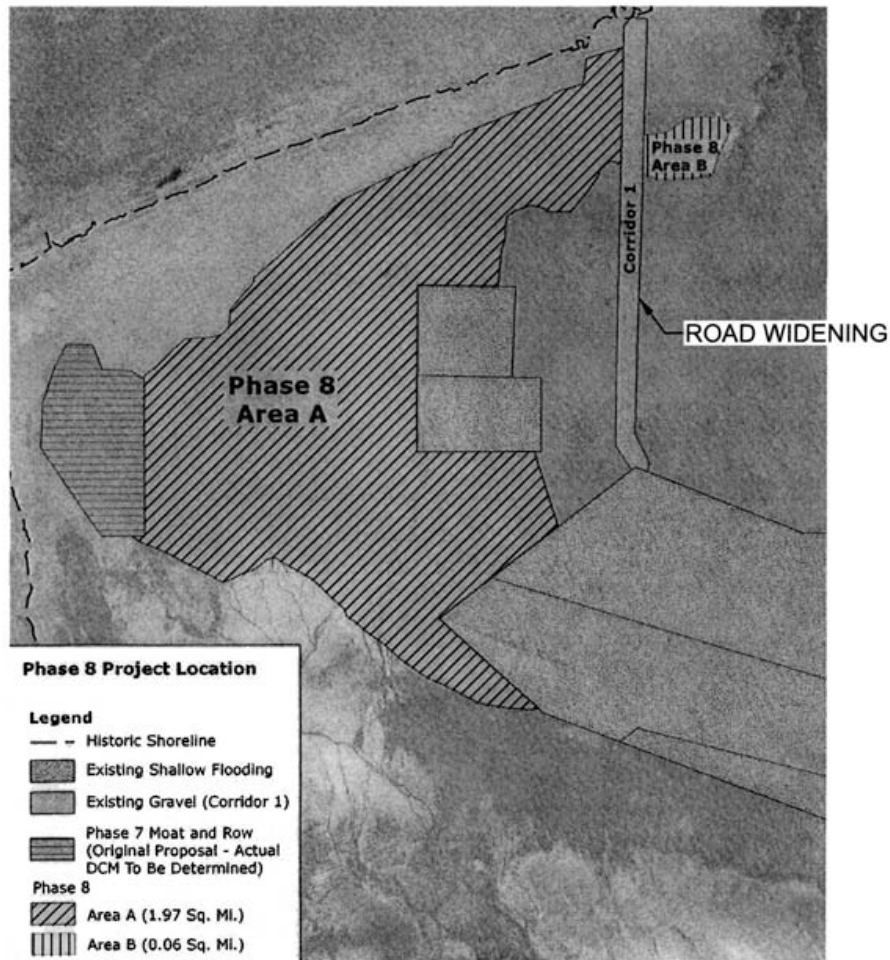 Phase 8
Area B
Corridor 1
ROAD WIDENING
Phase 8
Area A
Phase 8 Project Location
Legend
Historic Shoreline
Existing Shallow Flooding
Existing Gravel (Corridor 1)
Phase 7 Moat and Row
(Original Proposal - Actual
DCM To Be Determined)
Phase 8
Area A (1.97 Sq. Mi.)
Area B (0.06 Sq. Mi.)